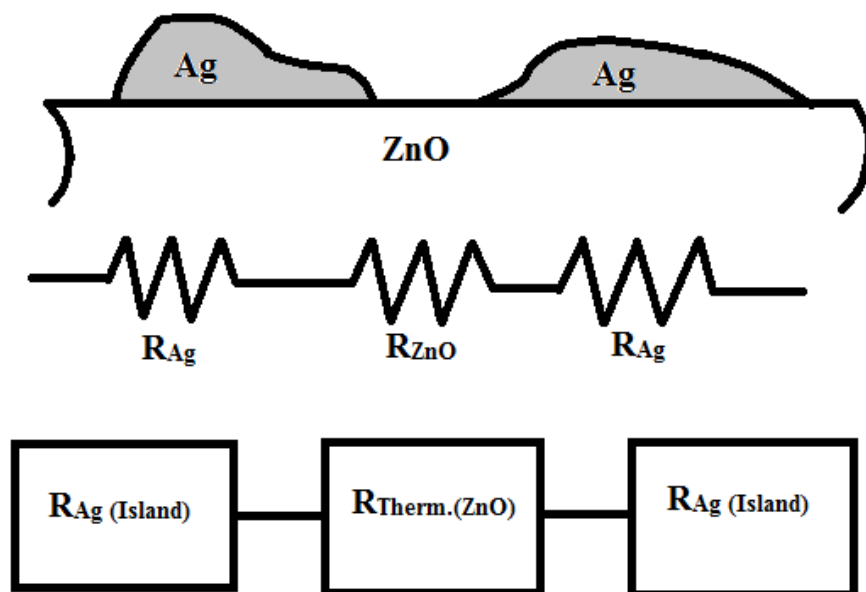 Ag Ag
ZnO
RAg RZnO RAg
RAg (Island) RTherm.(ZnO) RAg (Island)